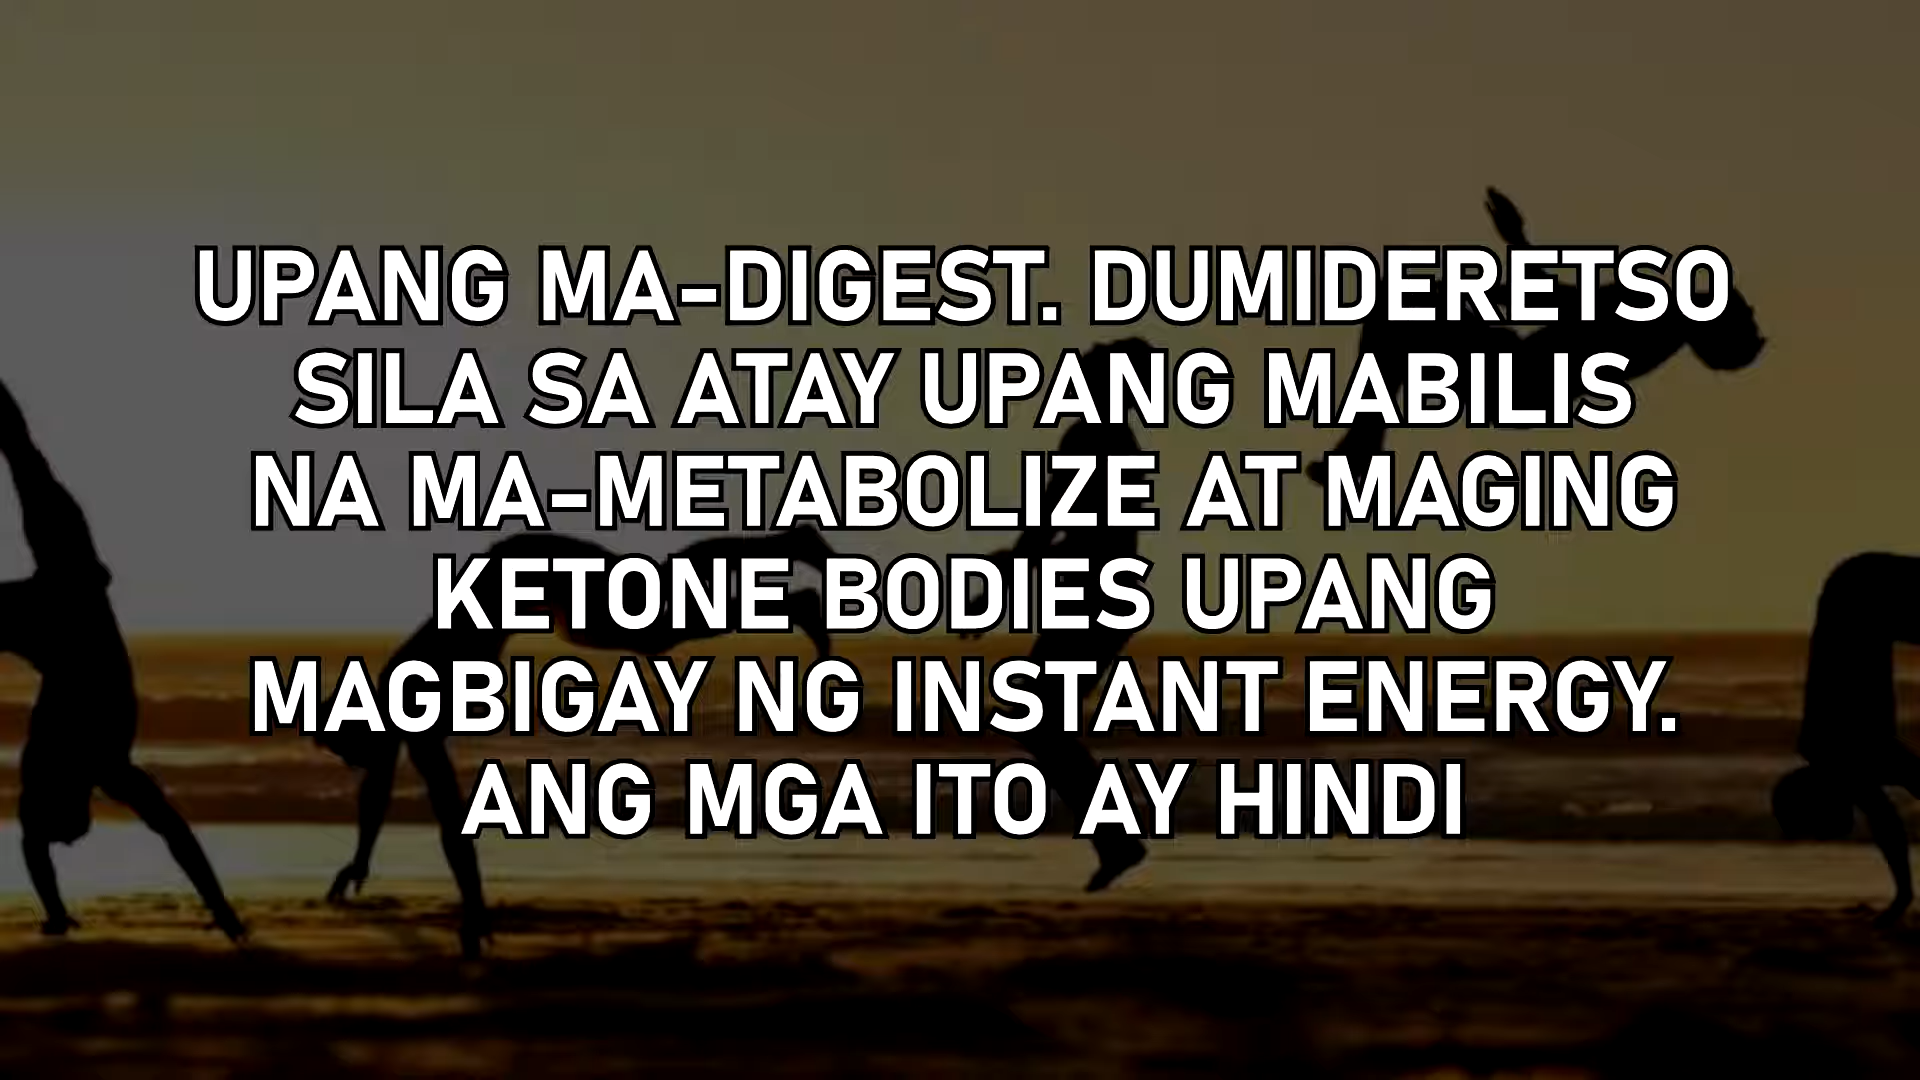 UPANG MA-DIGEST. DUMIDERETSO
SILA SA ATAY UPANG MABILIS
NA MA-METABOLIZE AT MAGING
KETONE BODIES UPANG
MAGBIGAY NG INSTANT ENERGY.
ANG MGA ITO AY HINDI